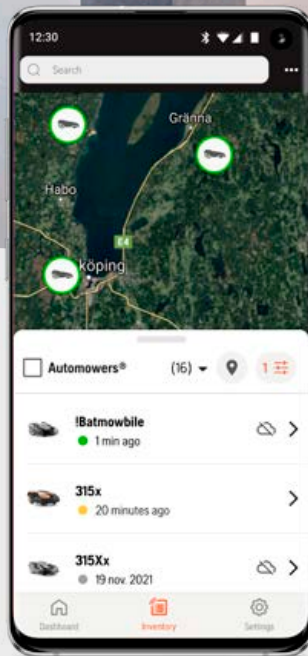 12:30
Search
Gränna
Habo
E4
köping
Automowers® (16) 1
!Batmowbile
1 min ago
315x
20 minutes ago
315Xx
19 nov. 2021
Dashboard Inventory Settings